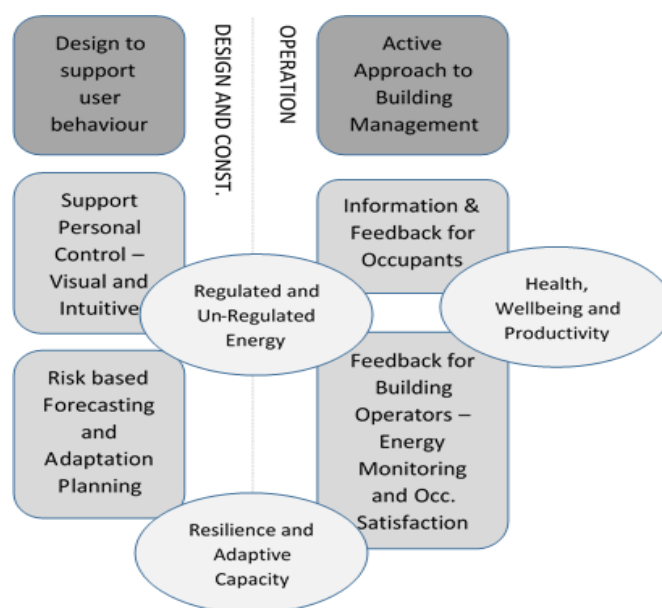 Design to
support
user
behaviour
DESIGN AND CONST.
OPERATION
Active
Approach to
Building
Management
Support
Personal
Control –
Visual and
Intuitive
Information &
Feedback for
Occupants
Regulated and
Un-Regulated
Energy
Health,
Wellbeing and
Productivity
Risk based
Forecasting
and
Adaptation
Planning
Feedback for
Building
Operators –
Energy
Monitoring
and Occ.
Satisfaction
Resilience and
Adaptive
Capacity